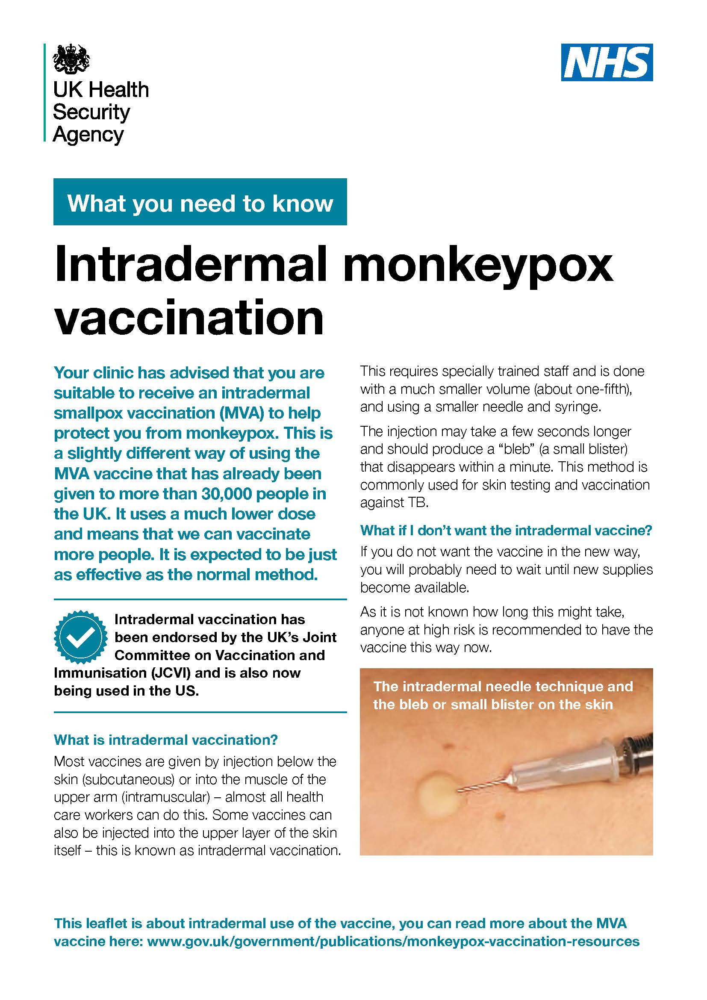 UK Health
Security
Agency
NHS
What you need to know
Intradermal monkeypox
vaccination
Your clinic has advised that you are
suitable to receive an intradermal
smallpox vaccination (MVA) to help
protect you from monkeypox. This is
a slightly different way of using the
MVA vaccine that has already been
given to more than 30,000 people in
the UK. It uses a much lower dose
and means that we can vaccinate
more people. It is expected to be just
as effective as the normal method.
Intradermal vaccination has
been endorsed by the UK’s Joint
Committee on Vaccination and
Immunisation (JCVI) and is also now
being used in the US.
What is intradermal vaccination?
Most vaccines are given by injection below the
skin (subcutaneous) or into the muscle of the
upper arm (intramuscular) – almost all health
care workers can do this. Some vaccines can
also be injected into the upper layer of the skin
itself – this is known as intradermal vaccination.
This requires specially trained staff and is done
with a much smaller volume (about one-fifth),
and using a smaller needle and syringe.
The injection may take a few seconds longer
and should produce a “bleb” (a small blister)
that disappears within a minute. This method is
commonly used for skin testing and vaccination
against TB.
What if I don’t want the intradermal vaccine?
If you do not want the vaccine in the new way,
you will probably need to wait until new supplies
become available.
As it is not known how long this might take,
anyone at high risk is recommended to have the
vaccine this way now.
The intradermal needle technique and
the bleb or small blister on the skin
This leaflet is about intradermal use of the vaccine, you can read more about the MVA
vaccine here: www.gov.uk/government/publications/monkeypox-vaccination-resources